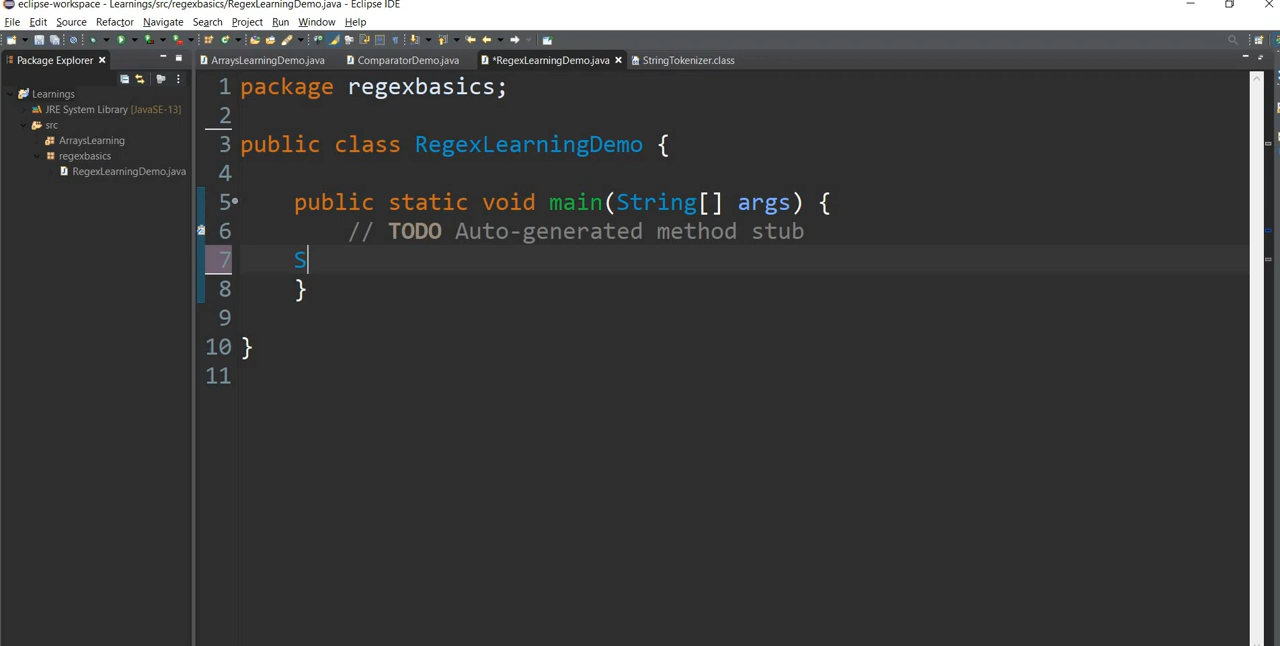 eclipse-workspace - Learnings/src/regexbasics/RegexLearningDemo.java - Eclipse IDE
File Edit Source Refactor Navigate Search Project Run Window Help
Package Explorer
ArraysLearningDemo.java ComparatorDemo.java *RegexLearningDemo.java StringTokenizer.class
Learnings
JRE System Library [JavaSE-13]
src
ArraysLearning
regexbasics
RegexLearningDemo.java
1 package regexbasics;
2
3 public class RegexLearningDemo {
4
5 public static void main(String[] args) {
6 // TODO Auto-generated method stub
7 S
8 }
9
10 }
11